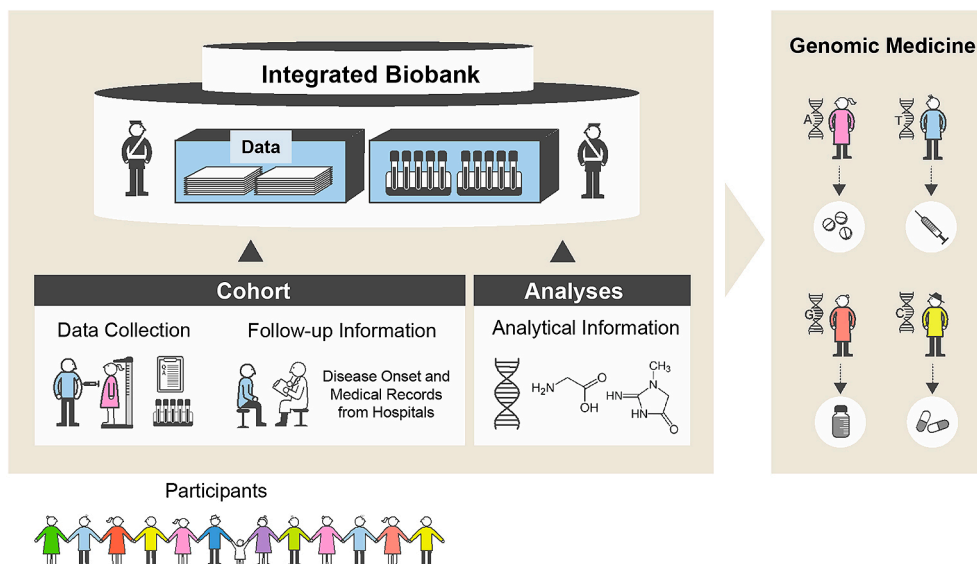 Integrated Biobank
Data
Cohort
Data Collection
Q
A
Follow-up Information
Disease Onset and
Medical Records
from Hospitals
Analyses
Analytical Information
H₂N
O
OH
CH₃
N
HN
HN
O
Participants
Genomic Medicine
A
T
G
C